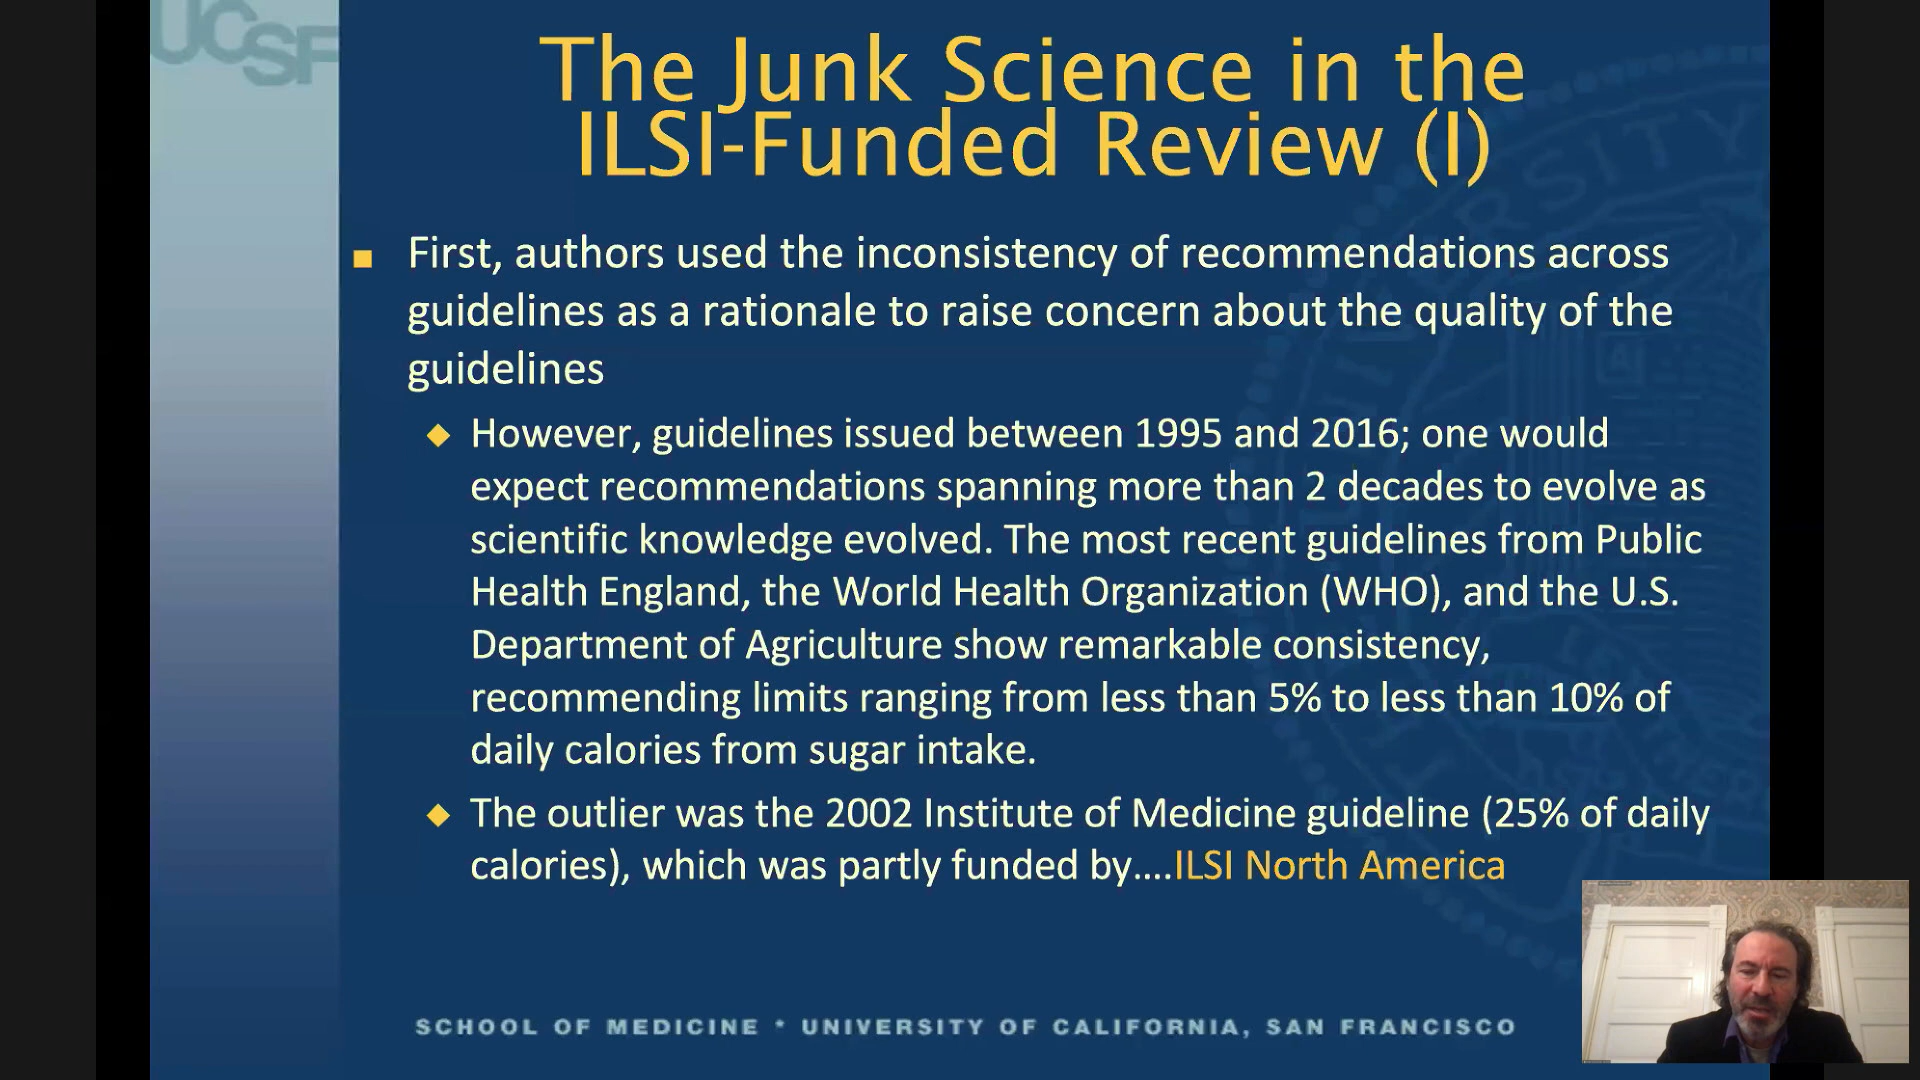 UCSF
The Junk Science in the
ILSI-Funded Review (I)
First, authors used the inconsistency of recommendations across
guidelines as a rationale to raise concern about the quality of the
guidelines
However, guidelines issued between 1995 and 2016; one would
expect recommendations spanning more than 2 decades to evolve as
scientific knowledge evolved. The most recent guidelines from Public
Health England, the World Health Organization (WHO), and the U.S.
Department of Agriculture show remarkable consistency,
recommending limits ranging from less than 5% to less than 10% of
daily calories from sugar intake.
The outlier was the 2002 Institute of Medicine guideline (25% of daily
calories), which was partly funded by....ILSI North America
SCHOOL OF MEDICINE * UNIVERSITY OF CALIFORNIA, SAN FRANCISCO